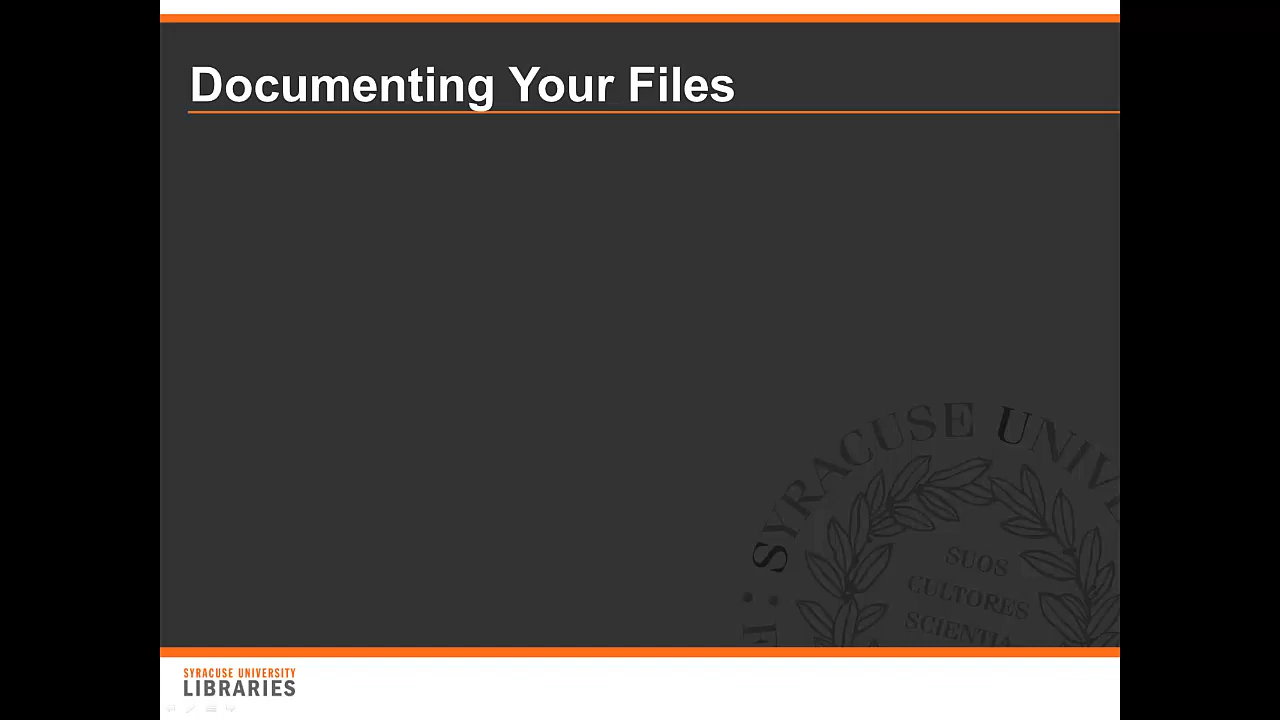 Documenting Your Files
SYRACUSE UNIV
SUOS
CULTORES
SCIENTIA
SYRACUSE UNIVERSITY
LIBRARIES